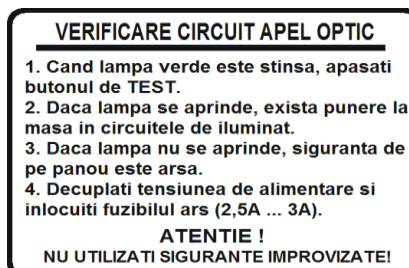 VERIFICARE CIRCUIT APEL OPTIC
1. Cand lampa verde este stinsa, apasati
butonul de TEST.
2. Daca lampa se aprinde, exista punere la
masa in circuitele de iluminat.
3. Daca lampa nu se aprinde, siguranta de
pe panou este arsa.
4. Decuplati tensiunea de alimentare si
inlocuiti fuzibilul ars (2,5A ... 3A).
ATENTIE !
NU UTILIZATI SIGURANTE IMPROVIZATE!